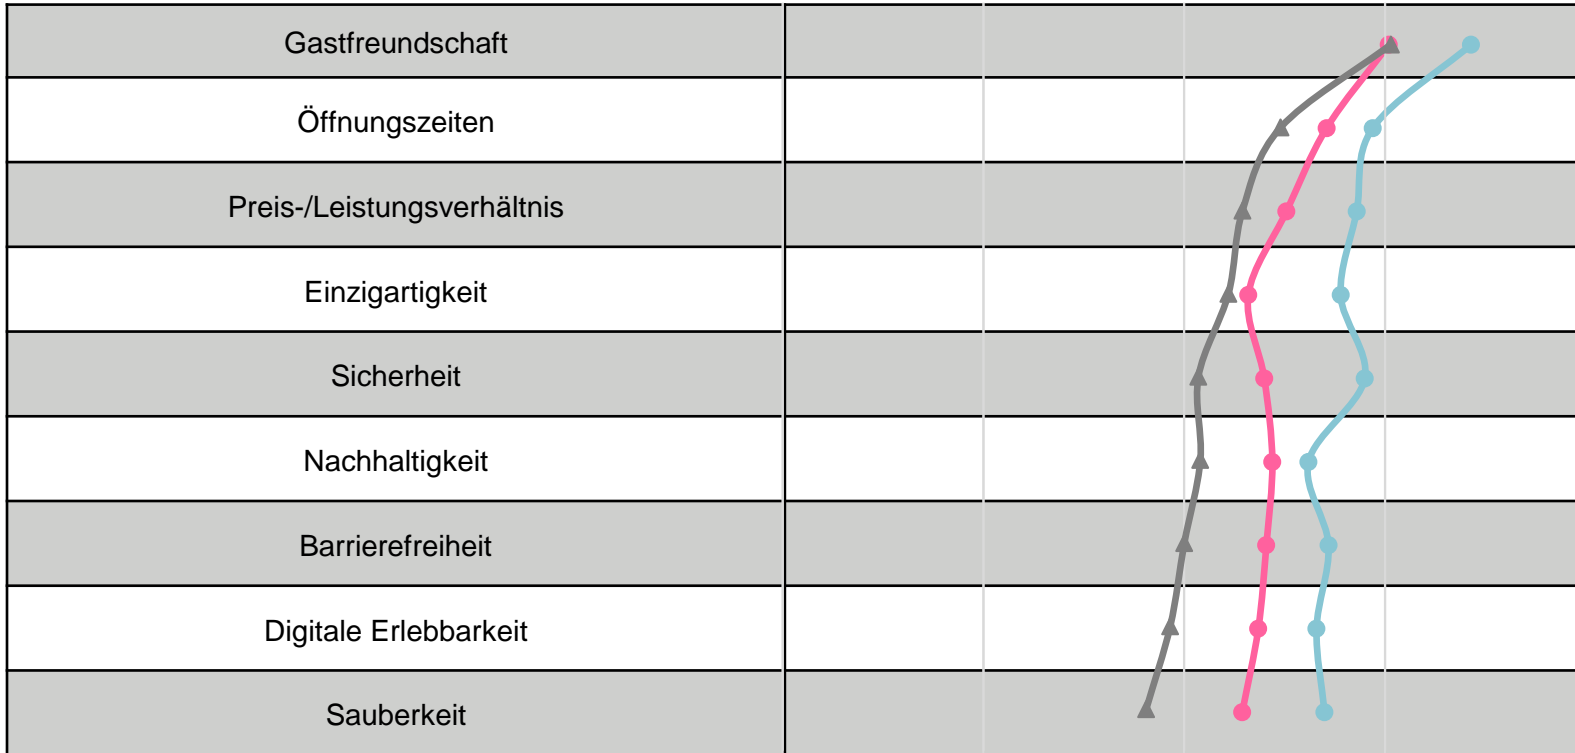 Gastfreundschaft
Öffnungszeiten
Preis-/Leistungsverhältnis
Einzigartigkeit
Sicherheit
Nachhaltigkeit
Barrierefreiheit
Digitale Erlebbarkeit
Sauberkeit